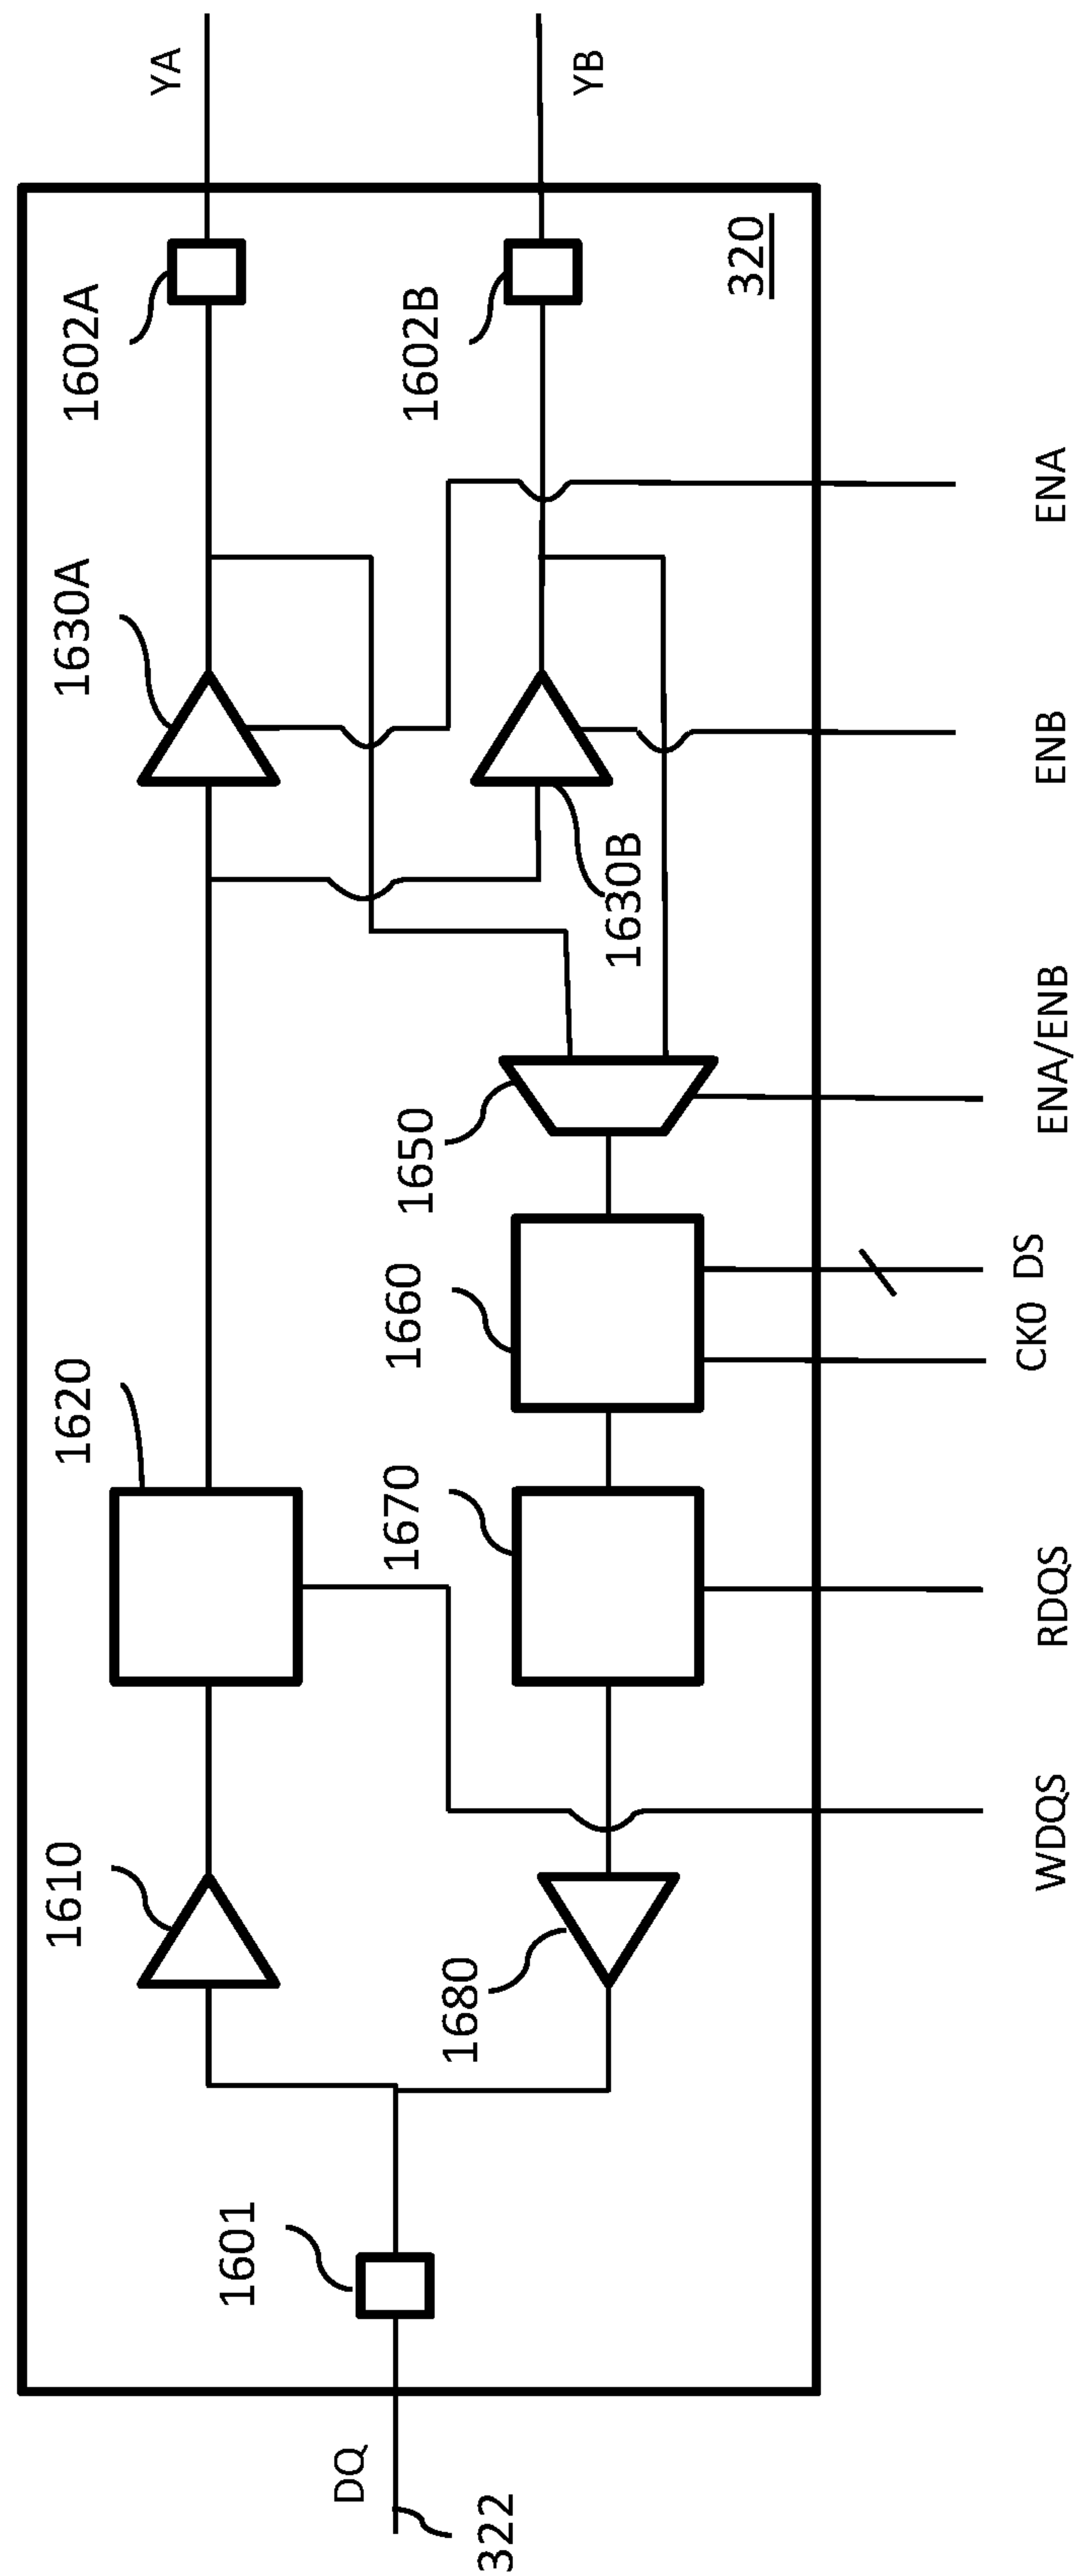 YA
YB
1602A
1602B
320
ENA
1630A
ENB
1630B
ENA/ENB
1650
DS
1660
CK0
1620
1670
RDQS
WDQS
1610
1680
1601
DQ
322